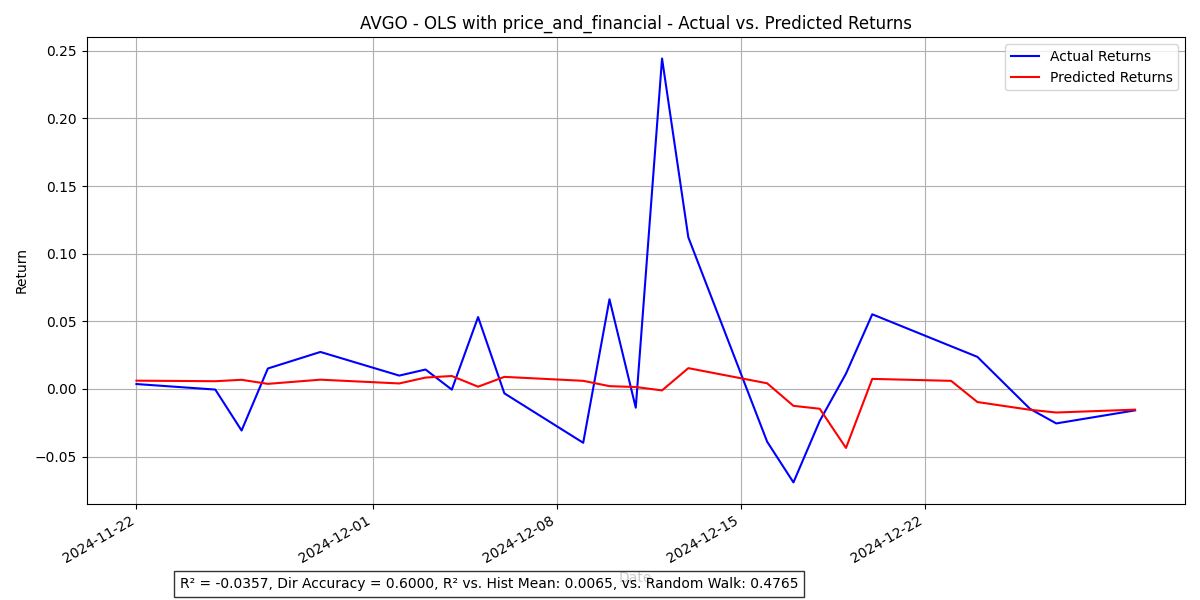 AVGO - OLS with price_and_financial - Actual vs. Predicted Returns
Actual Returns
Predicted Returns
Return
0.25
0.20
0.15
0.10
0.05
0.00
−0.05
2024-11-22
2024-12-01
2024-12-08
2024-12-15
2024-12-22
Date
R² = -0.0357, Dir Accuracy = 0.6000, R² vs. Hist Mean: 0.0065, vs. Random Walk: 0.4765